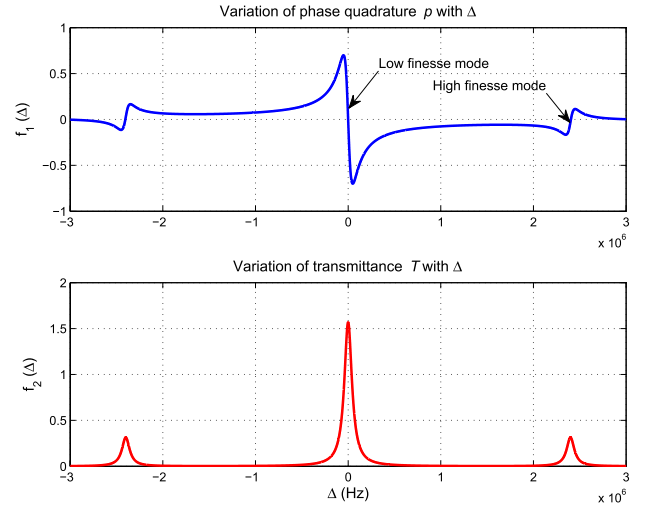 Variation of phase quadrature p with Δ
1
0.5
0
−0.5
−1
f1 (Δ)
Low finesse mode
High finesse mode
−3 −2 −1 0 1 2 3
x 10^6
Variation of transmittance T with Δ
2
1.5
1
0.5
0
f2 (Δ)
−3 −2 −1 0 1 2 3
Δ (Hz)
x 10^6